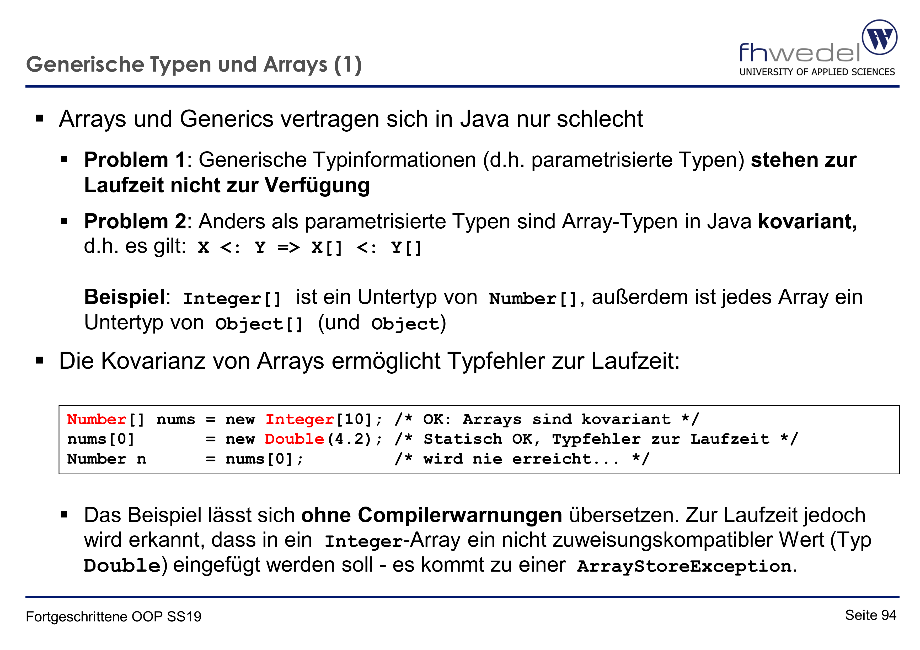 Generische Typen und Arrays (1)
fhwedel
W
UNIVERSITY OF APPLIED SCIENCES
▪ Arrays und Generics vertragen sich in Java nur schlecht
▪ Problem 1: Generische Typinformationen (d.h. parametrisierte Typen) stehen zur
Laufzeit nicht zur Verfügung
▪ Problem 2: Anders als parametrisierte Typen sind Array-Typen in Java kovariant,
d.h. es gilt: X <: Y => X[] <: Y[]
Beispiel: Integer[] ist ein Untertyp von Number[], außerdem ist jedes Array ein
Untertyp von Object[] (und Object)
▪ Die Kovarianz von Arrays ermöglicht Typfehler zur Laufzeit:
Number[] nums = new Integer[10]; /* OK: Arrays sind kovariant */
nums[0] = new Double(4.2); /* Statisch OK, Typfehler zur Laufzeit */
Number n = nums[0]; /* wird nie erreicht... */
▪ Das Beispiel lässt sich ohne Compilerwarnungen übersetzen. Zur Laufzeit jedoch
wird erkannt, dass in ein Integer-Array ein nicht zuweisungskompatibler Wert (Typ
Double) eingefügt werden soll - es kommt zu einer ArrayStoreException.
Fortgeschrittene OOP SS19
Seite 94